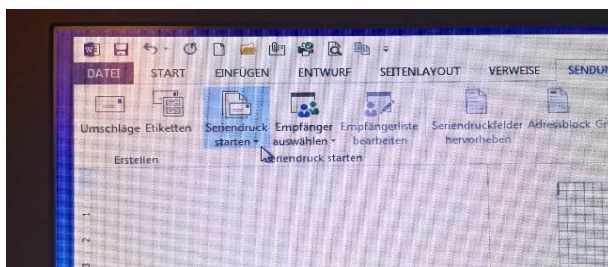 DATEI START EINFÜGEN ENTWURF SEITENLAYOUT VERWEISE SENDUN
Umschläge Etiketten Seriendruck Empfänger Empfängerliste Seriendruckfelder Adressblock Gr
starten auswählen bearbeiten hervorheben
Erstellen Seriendruck starten